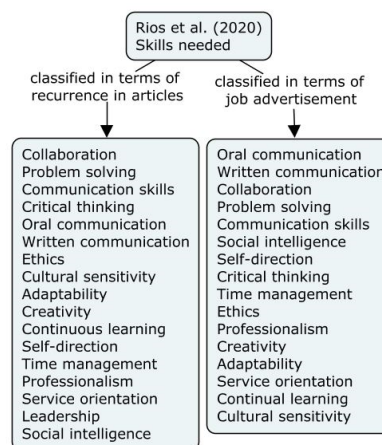 Rios et al. (2020)
Skills needed
classified in terms of
recurrence in articles
classified in terms of
job advertisement
Collaboration
Problem solving
Communication skills
Critical thinking
Oral communication
Written communication
Ethics
Cultural sensitivity
Adaptability
Creativity
Continuous learning
Self-direction
Time management
Professionalism
Service orientation
Leadership
Social intelligence
Oral communication
Written communication
Collaboration
Problem solving
Communication skills
Social intelligence
Self-direction
Critical thinking
Time management
Ethics
Professionalism
Creativity
Adaptability
Service orientation
Continual learning
Cultural sensitivity